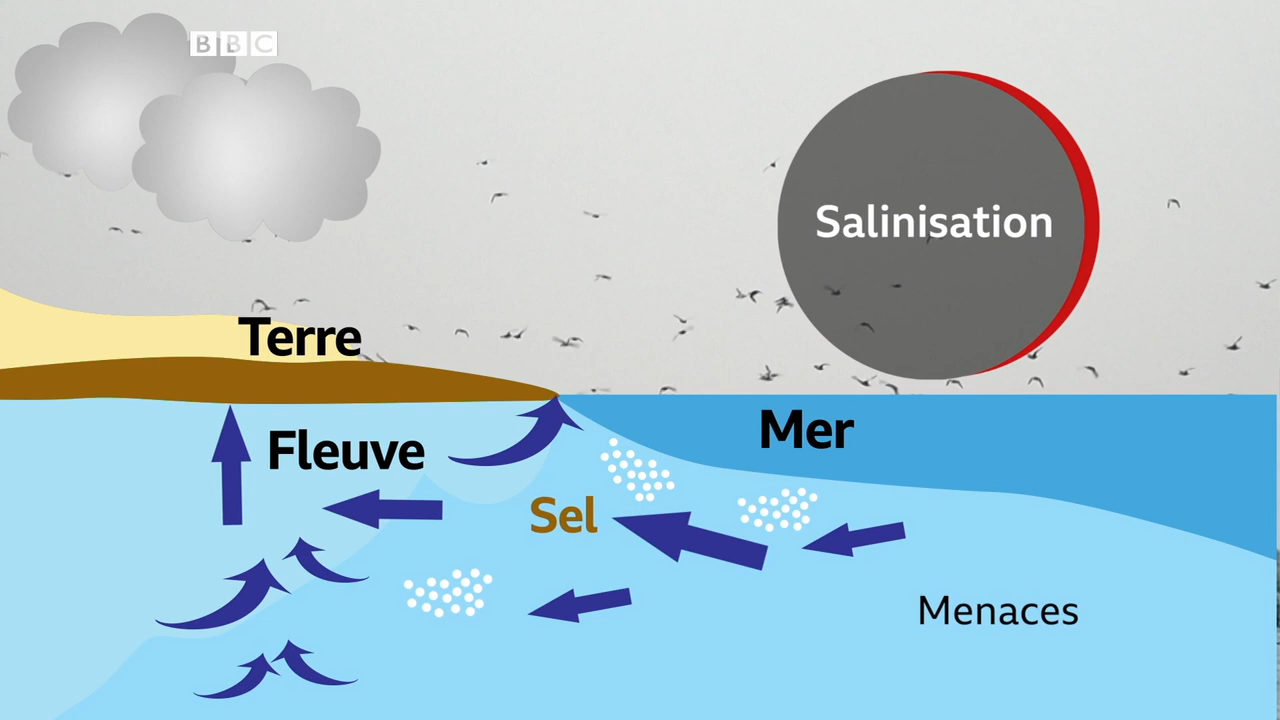 BBC
Salinisation
Terre
Mer
Fleuve
Sel
Menaces